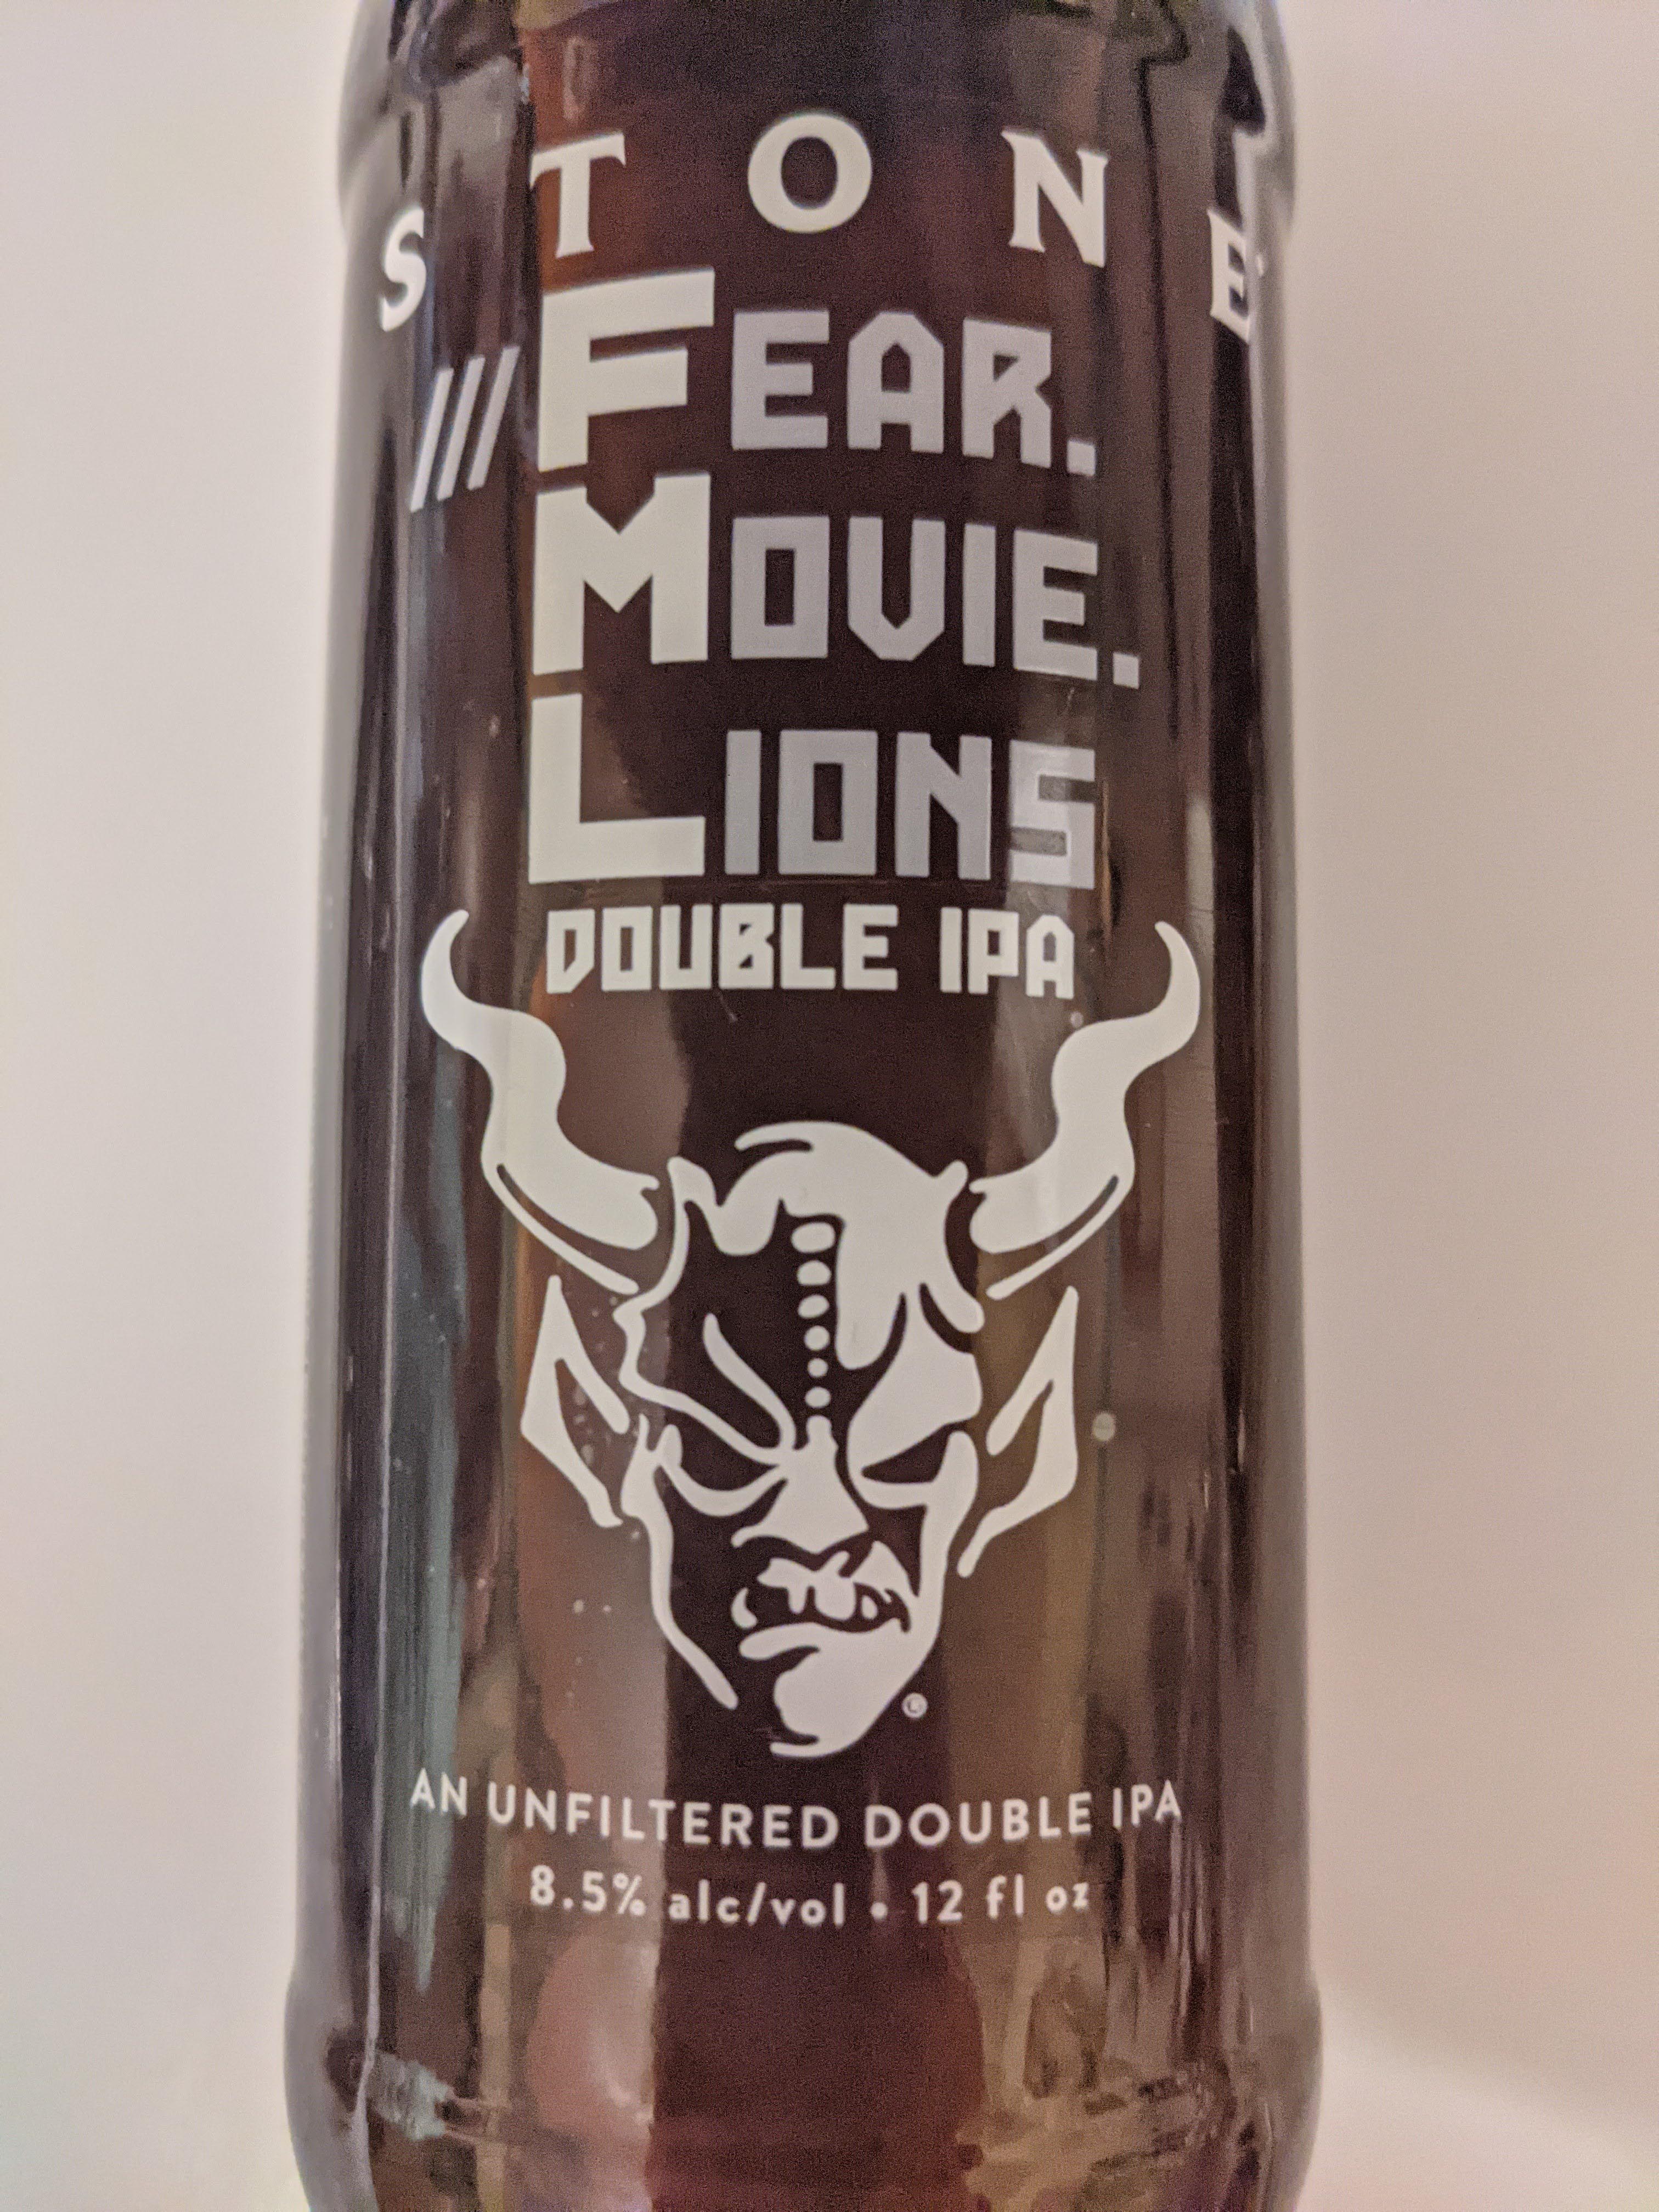 STONE
///FEAR.
MOVIE.
LIONS
DOUBLE IPA
®
AN UNFILTERED DOUBLE IPA
8.5% alc/vol • 12 fl oz